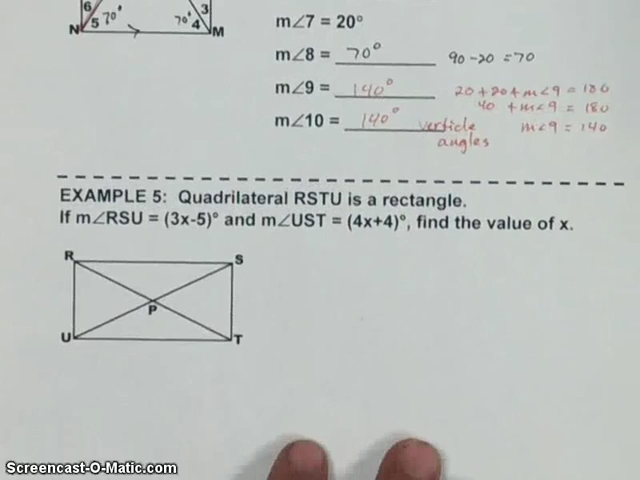 6 3
N 5 70° 70° 4 M
m∠7 = 20°
m∠8 = 70° 90 - 20 = 70
m∠9 = 140° 20 + 20 + m∠9 = 180
40 + m∠9 = 180
m∠10 = 140° verticle m∠9 = 140
angles
EXAMPLE 5: Quadrilateral RSTU is a rectangle.
If m∠RSU = (3x-5)° and m∠UST = (4x+4)°, find the value of x.
R S
P
U T
Screencast-O-Matic.com